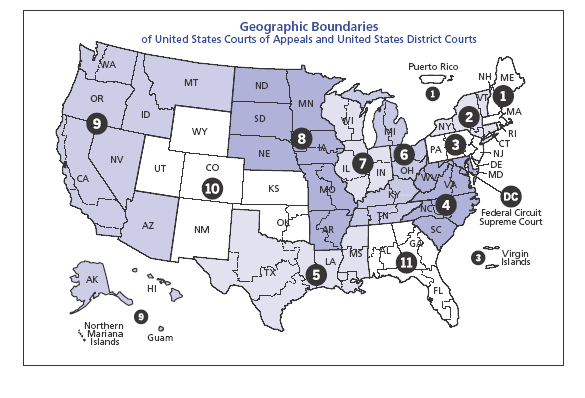 Geographic Boundaries
of United States Courts of Appeals and United States District Courts
Puerto Rico
1
WA
MT
ND
MN
OR
ID
SD
WI
MI
NH
ME
VT
1
MA
9
WY
8
IA
NY
2
RI
CT
NV
UT
CO
NE
7
6
PA
3
NJ
DE
MD
CA
10
KS
MO
IL
IN
OH
WV
VA
KY
DC
Federal Circuit
Supreme Court
AZ
NM
OK
AR
TN
NC
4
SC
TX
5
LA
MS
AL
GA
11
FL
3
Virgin
Islands
AK
HI
9
Northern
Mariana
Islands
Guam